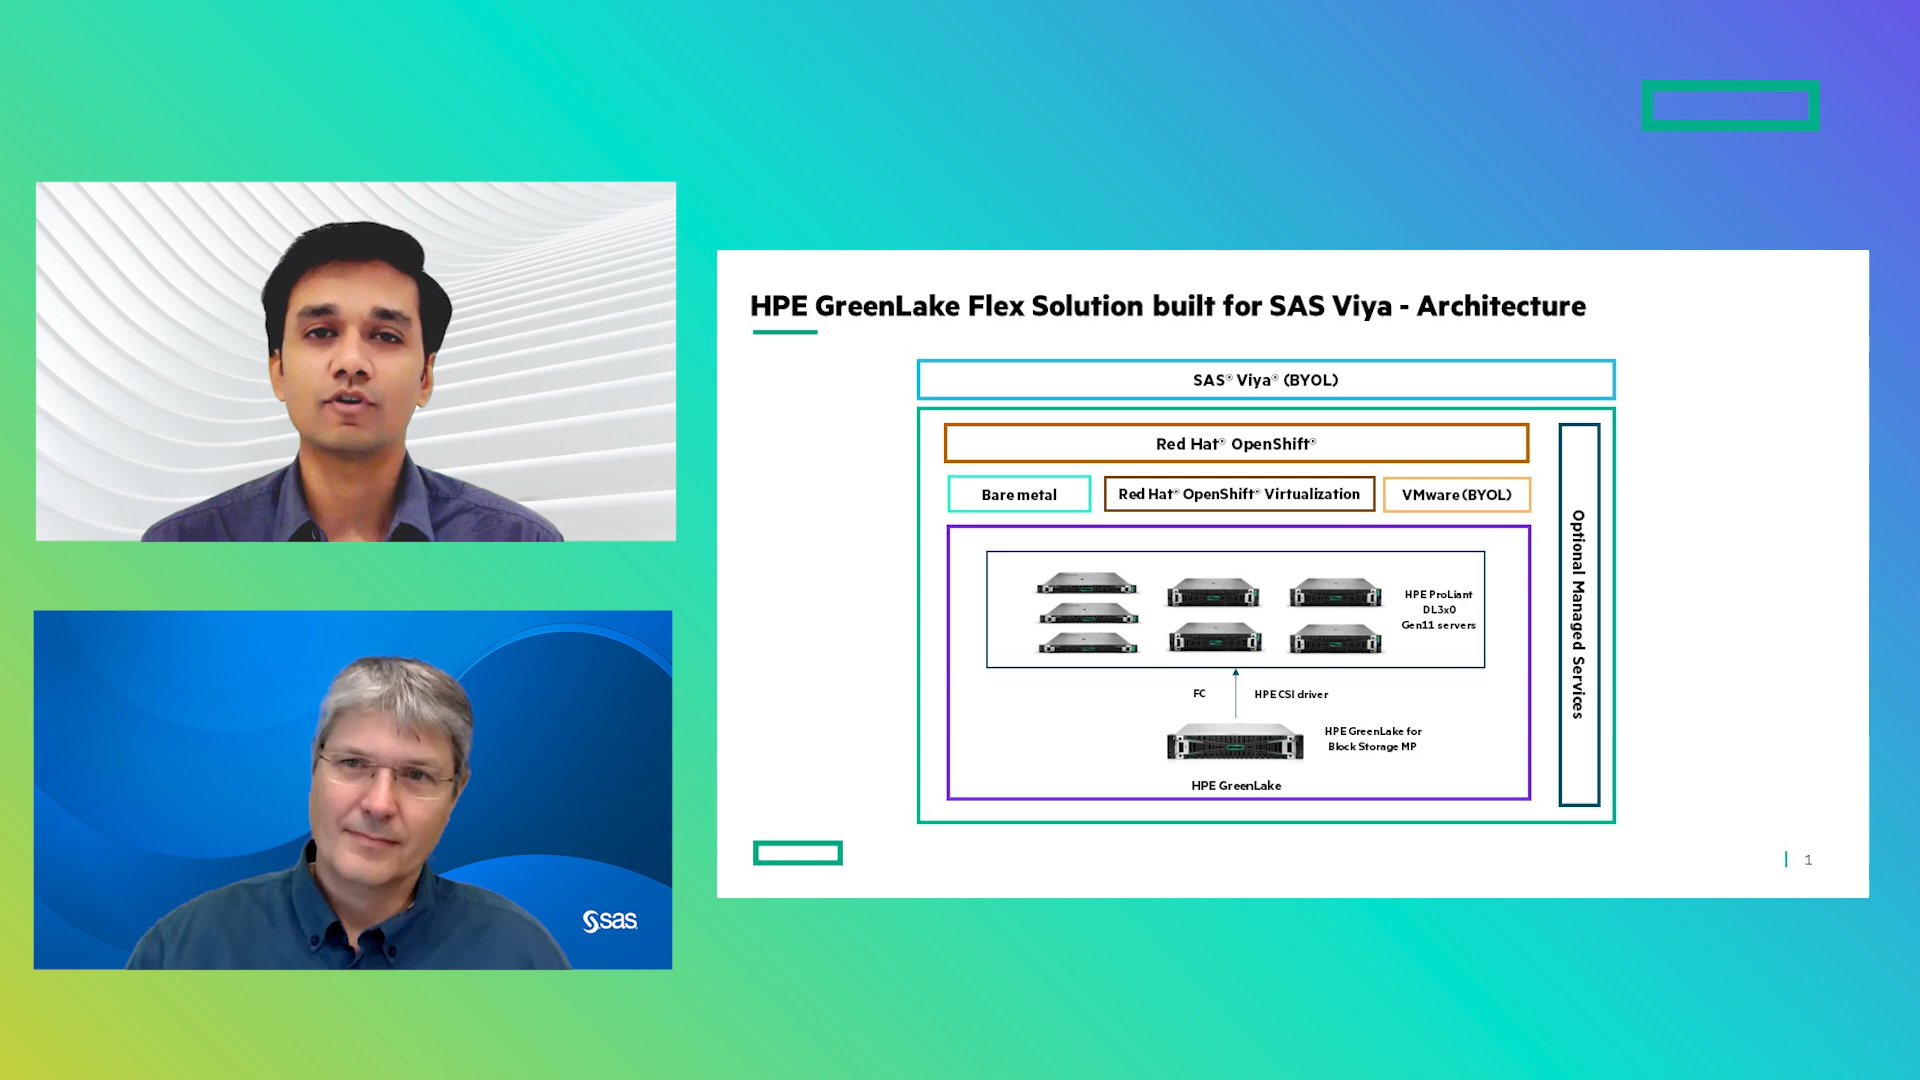 HPE GreenLake Flex Solution built for SAS Viya - Architecture
SAS® Viya® (BYOL)
Red Hat® OpenShift®
Bare metal
Red Hat® OpenShift® Virtualization
VMware (BYOL)
HPE ProLiant
DL3x0
Gen11 servers
FC
HPE CSI driver
HPE GreenLake for
Block Storage MP
HPE GreenLake
Optional Managed Services
1
sas